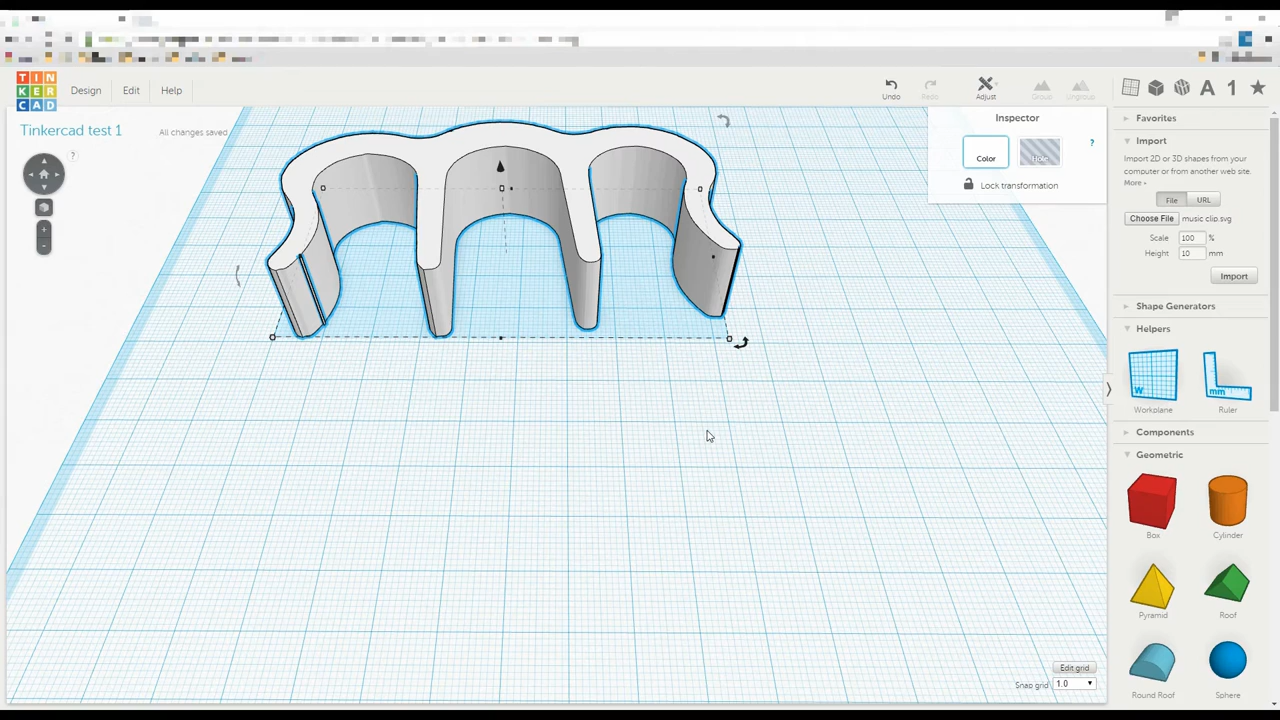 TIN
KER
CAD
Design
Edit
Help
Undo
Redo
Adjust
Group
Ungroup
Tinkercad test 1
All changes saved
?
Inspector
Color
Hole
?
Lock transformation
Favorites
Import
Import 2D or 3D shapes from your
computer or from another web site.
More »
File
URL
Choose File
music clip.svg
Scale
100
%
Height
10
mm
Import
Shape Generators
Helpers
W
mm
Workplane
Ruler
Components
Geometric
Box
Cylinder
Pyramid
Roof
Round Roof
Sphere
Edit grid
Snap grid
1.0